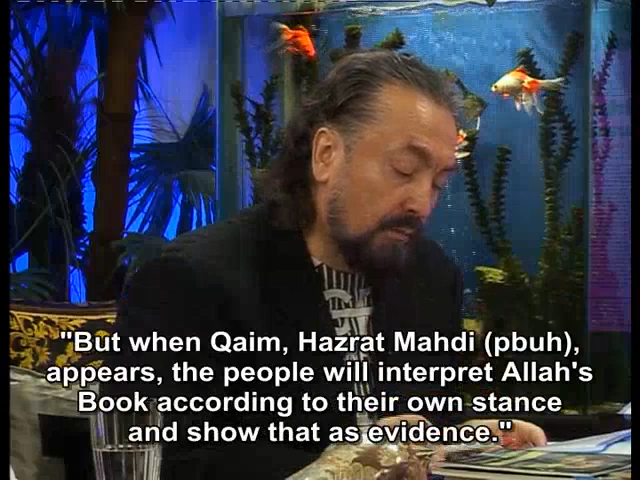 "But when Qaim, Hazrat Mahdi (pbuh),
appears, the people will interpret Allah's
Book according to their own stance
and show that as evidence."